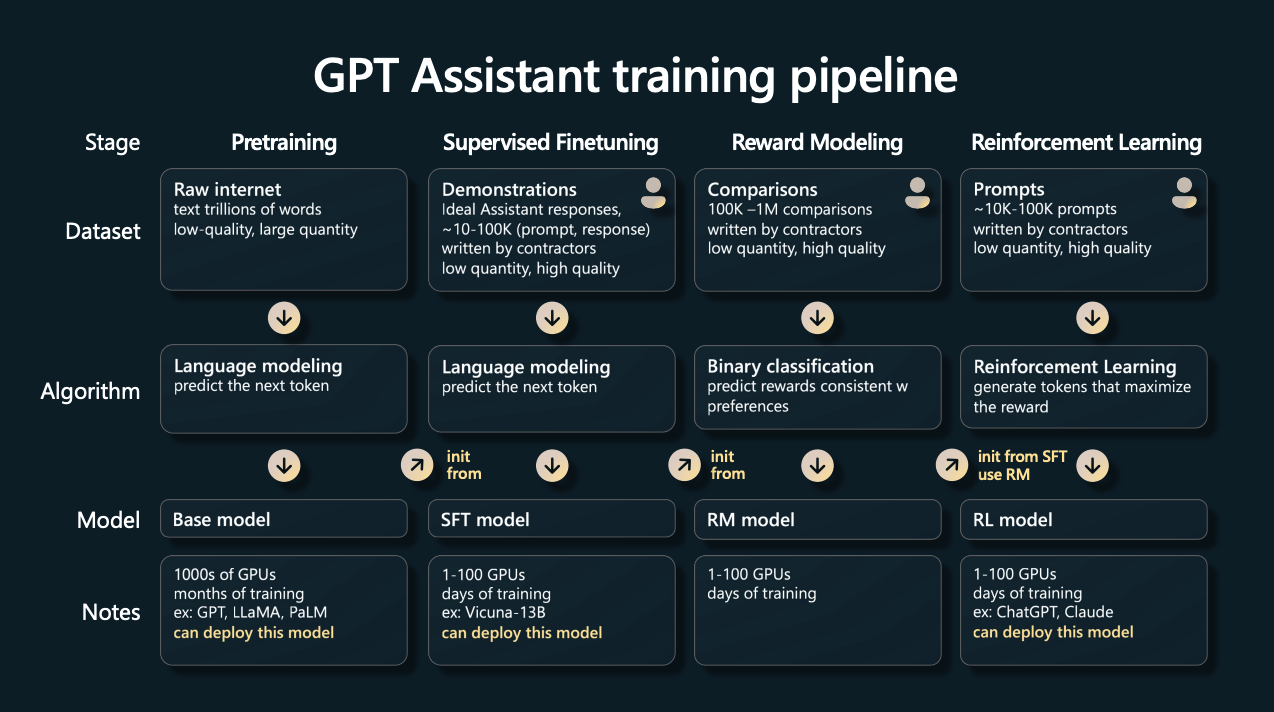 GPT Assistant training pipeline
Stage
Pretraining
Supervised Finetuning
Reward Modeling
Reinforcement Learning
Dataset
Raw internet
text trillions of words
low-quality, large quantity
Demonstrations
Ideal Assistant responses,
~10-100K (prompt, response)
written by contractors
low quantity, high quality
Comparisons
100K –1M comparisons
written by contractors
low quantity, high quality
Prompts
~10K-100K prompts
written by contractors
low quantity, high quality
Algorithm
Language modeling
predict the next token
Language modeling
predict the next token
Binary classification
predict rewards consistent w
preferences
Reinforcement Learning
generate tokens that maximize
the reward
init
from
init
from
init from SFT
use RM
Model
Base model
SFT model
RM model
RL model
Notes
1000s of GPUs
months of training
ex: GPT, LLaMA, PaLM
can deploy this model
1-100 GPUs
days of training
ex: Vicuna-13B
can deploy this model
1-100 GPUs
days of training
1-100 GPUs
days of training
ex: ChatGPT, Claude
can deploy this model